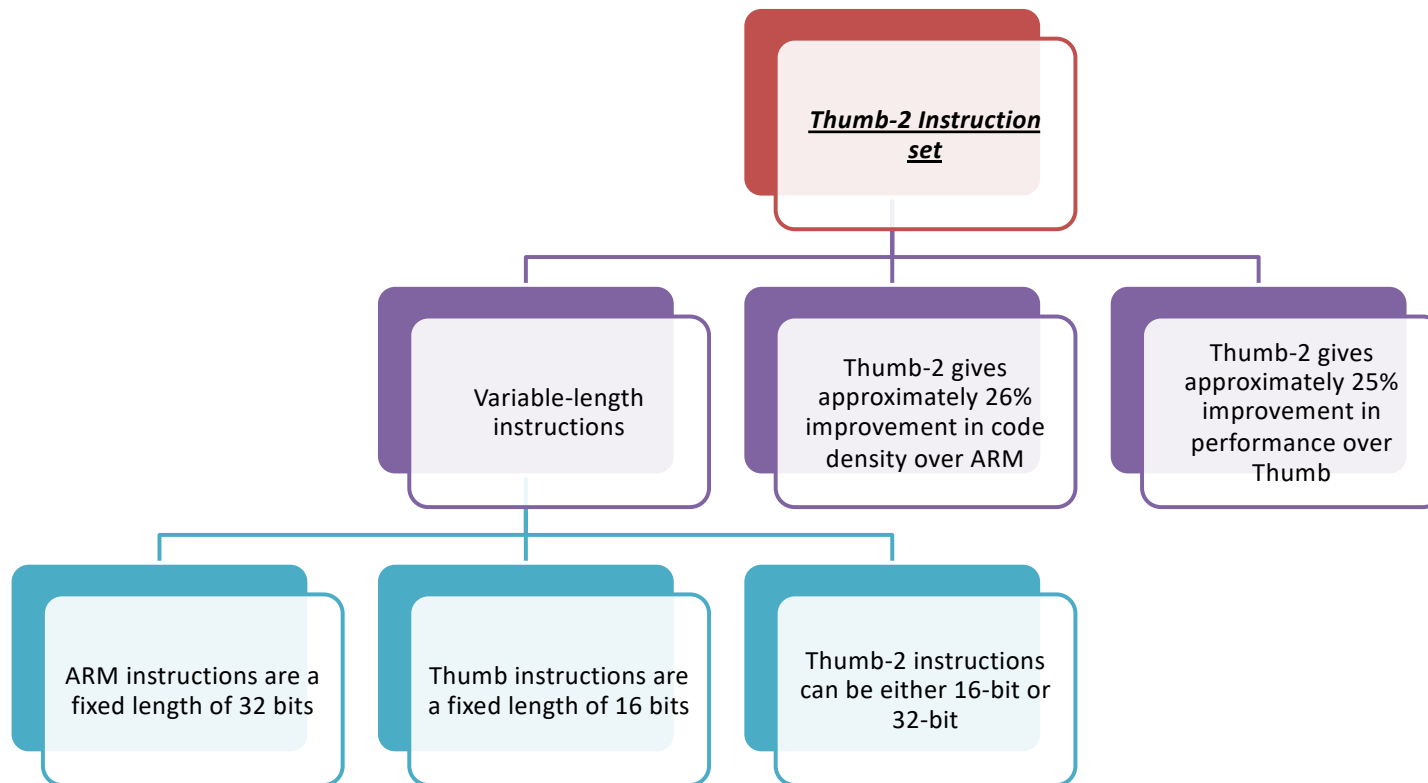 Thumb-2 Instruction
set
Variable-length
instructions
Thumb-2 gives
approximately 26%
improvement in code
density over ARM
Thumb-2 gives
approximately 25%
improvement in
performance over
Thumb
ARM instructions are a
fixed length of 32 bits
Thumb instructions are
a fixed length of 16 bits
Thumb-2 instructions
can be either 16-bit or
32-bit